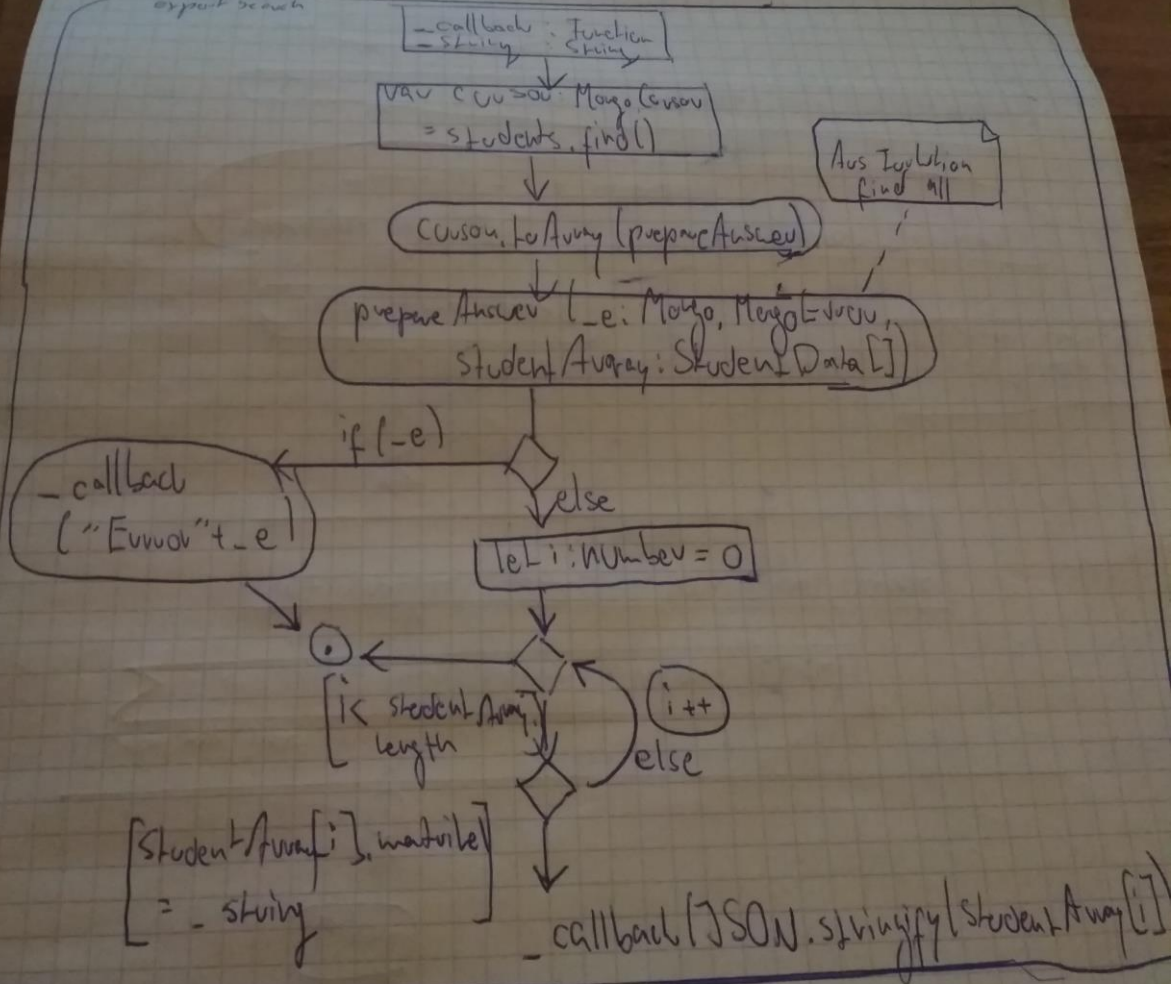 export search
_callback : Function
_string : String
var cursor: Mongo.Cursor
= students.find()
Aus
find all
cursor.toArray(prepareAnswer)
prepareAnswer (_e: Mongo, MongoError,
studentArray: StudentData[])
if (_e)
_callback
("Error" + _e)
else
let i: number = 0
[i < studentArray.
length
i++
else
[studentArray[i].matrikel
= _string]
_callback(JSON.stringify(studentArray[i])